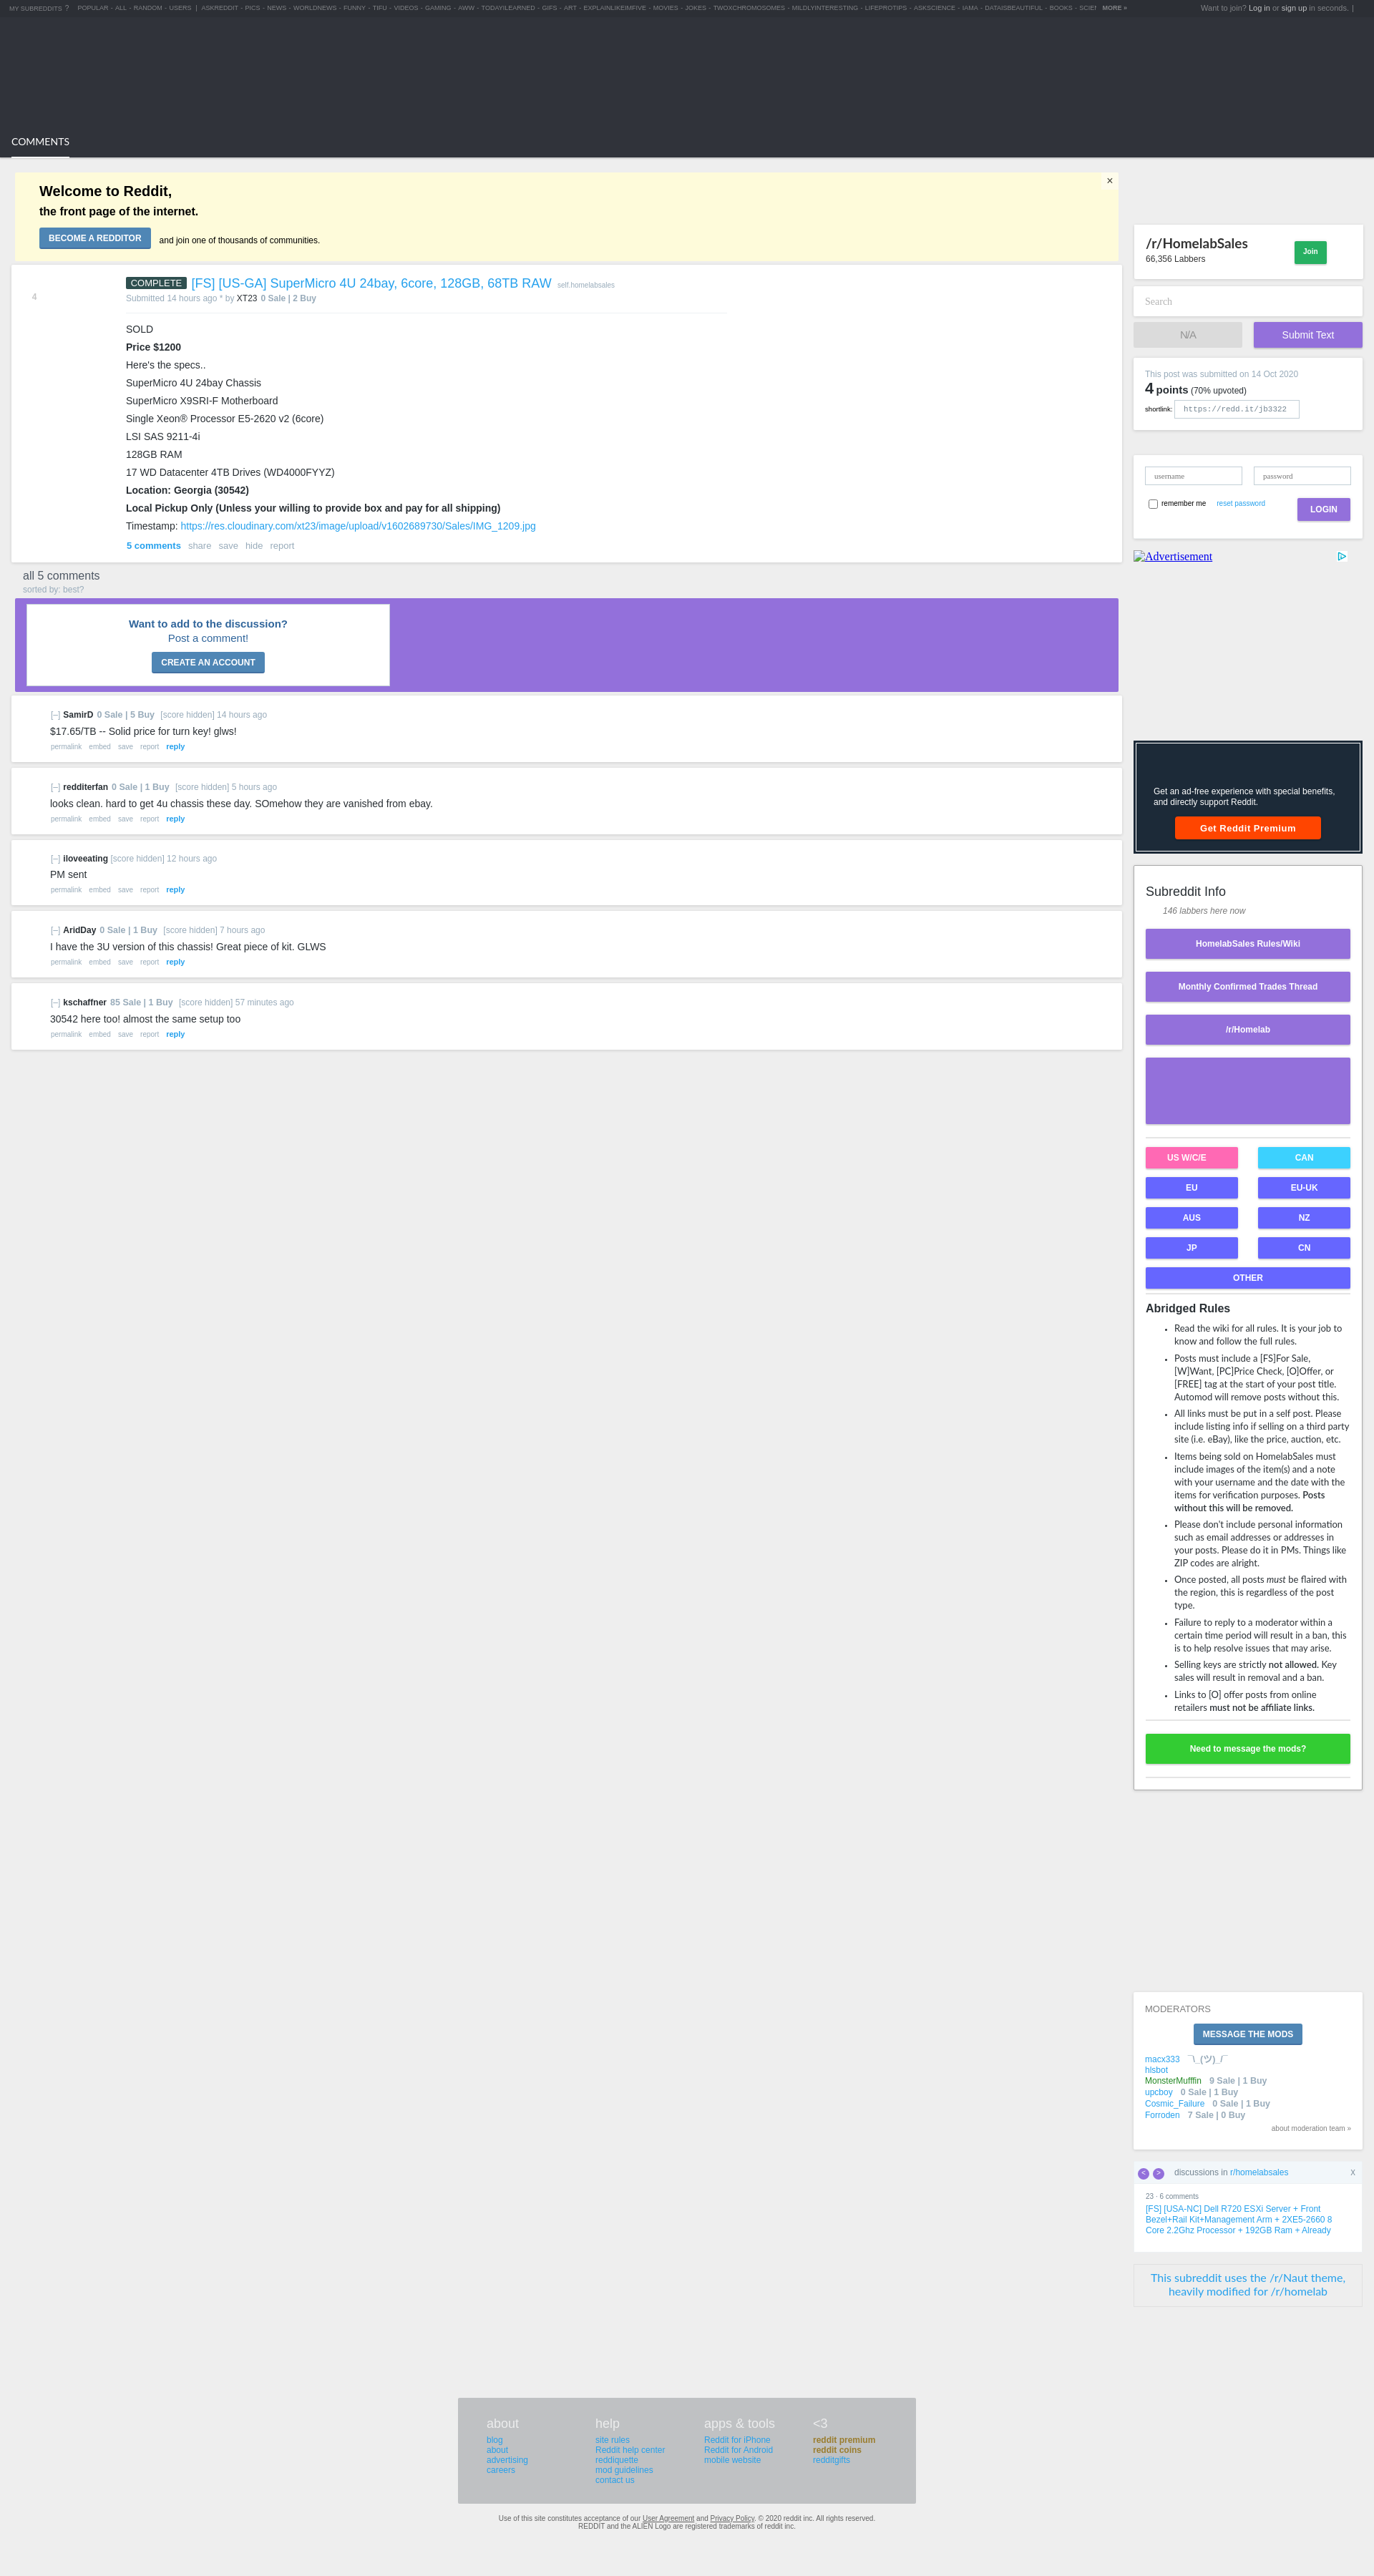 MY SUBREDDITS ? POPULAR - ALL - RANDOM - USERS | ASKREDDIT - PICS - NEWS - WORLDNEWS - FUNNY - TIFU - VIDEOS - GAMING - AWW - TODAYILEARNED - GIFS - ART - EXPLAINLIKEIMFIVE - MOVIES - JOKES - TWOXCHROMOSOMES - MILDLYINTERESTING - LIFEPROTIPS - ASKSCIENCE - IAMA - DATAISBEAUTIFUL - BOOKS - MORE »
Want to join? Log in or sign up in seconds. |
COMMENTS
Welcome to Reddit,
the front page of the internet.
BECOME A REDDITOR and join one of thousands of communities.
×
4
COMPLETE [FS] [US-GA] SuperMicro 4U 24bay, 6core, 128GB, 68TB RAW self.homelabsales
Submitted 14 hours ago * by XT23 0 Sale | 2 Buy
SOLD
Price $1200
Here's the specs..
SuperMicro 4U 24bay Chassis
SuperMicro X9SRI-F Motherboard
Single Xeon® Processor E5-2620 v2 (6core)
LSI SAS 9211-4i
128GB RAM
17 WD Datacenter 4TB Drives (WD4000FYYZ)
Location: Georgia (30542)
Local Pickup Only (Unless your willing to provide box and pay for all shipping)
Timestamp: https://res.cloudinary.com/xt23/image/upload/v1602689730/Sales/IMG_1209.jpg
5 comments share save hide report
all 5 comments
sorted by: best?
Want to add to the discussion?
Post a comment!
CREATE AN ACCOUNT
[–] SamirD 0 Sale | 5 Buy [score hidden] 14 hours ago
$17.65/TB -- Solid price for turn key! glws!
permalink embed save report reply
[–] redditerfan 0 Sale | 1 Buy [score hidden] 5 hours ago
looks clean. hard to get 4u chassis these day. SOmehow they are vanished from ebay.
permalink embed save report reply
[–] iloveeating [score hidden] 12 hours ago
PM sent
permalink embed save report reply
[–] AridDay 0 Sale | 1 Buy [score hidden] 7 hours ago
I have the 3U version of this chassis! Great piece of kit. GLWS
permalink embed save report reply
[–] kschaffner 85 Sale | 1 Buy [score hidden] 57 minutes ago
30542 here too! almost the same setup too
permalink embed save report reply
/r/HomelabSales
66,356 Labbers
Join
Search
N/A
Submit Text
This post was submitted on 14 Oct 2020
4 points (70% upvoted)
shortlink: https://redd.it/jb3322
username
password
remember me reset password
LOGIN
Advertisement
Get an ad-free experience with special benefits,
and directly support Reddit.
Get Reddit Premium
Subreddit Info
146 labbers here now
HomelabSales Rules/Wiki
Monthly Confirmed Trades Thread
/r/Homelab
US W/C/E
CAN
EU
EU-UK
AUS
NZ
JP
CN
OTHER
Abridged Rules
• Read the wiki for all rules. It is your job to
know and follow the full rules.
• Posts must include a [FS]For Sale,
[W]Want, [PC]Price Check, [O]Offer, or
[FREE] tag at the start of your post title.
Automod will remove posts without this.
• All links must be put in a self post. Please
include listing info if selling on a third party
site (i.e. eBay), like the price, auction, etc.
• Items being sold on HomelabSales must
include images of the item(s) and a note
with your username and the date with the
items for verification purposes. Posts
without this will be removed.
• Please don't include personal information
such as email addresses or addresses in
your posts. Please do it in PMs. Things like
ZIP codes are alright.
• Once posted, all posts must be flaired with
the region, this is regardless of the post
type.
• Failure to reply to a moderator within a
certain time period will result in a ban, this
is to help resolve issues that may arise.
• Selling keys are strictly not allowed. Key
sales will result in removal and a ban.
• Links to [O] offer posts from online
retailers must not be affiliate links.
Need to message the mods?
MODERATORS
MESSAGE THE MODS
macx333 ¯\_(ツ)_/¯
hlsbot
MonsterMufffin 9 Sale | 1 Buy
upcboy 0 Sale | 1 Buy
Cosmic_Failure 0 Sale | 1 Buy
Forroden 7 Sale | 0 Buy
about moderation team »
< > discussions in r/homelabsales X
23 · 6 comments
[FS] [USA-NC] Dell R720 ESXi Server + Front
Bezel+Rail Kit+Management Arm + 2XE5-2660 8
Core 2.2Ghz Processor + 192GB Ram + Already
This subreddit uses the /r/Naut theme,
heavily modified for /r/homelab
about
blog
about
advertising
careers
help
site rules
Reddit help center
reddiquette
mod guidelines
contact us
apps & tools
Reddit for iPhone
Reddit for Android
mobile website
<3
reddit premium
reddit coins
redditgifts
Use of this site constitutes acceptance of our User Agreement and Privacy Policy. © 2020 reddit inc. All rights reserved.
REDDIT and the ALIEN Logo are registered trademarks of reddit inc.